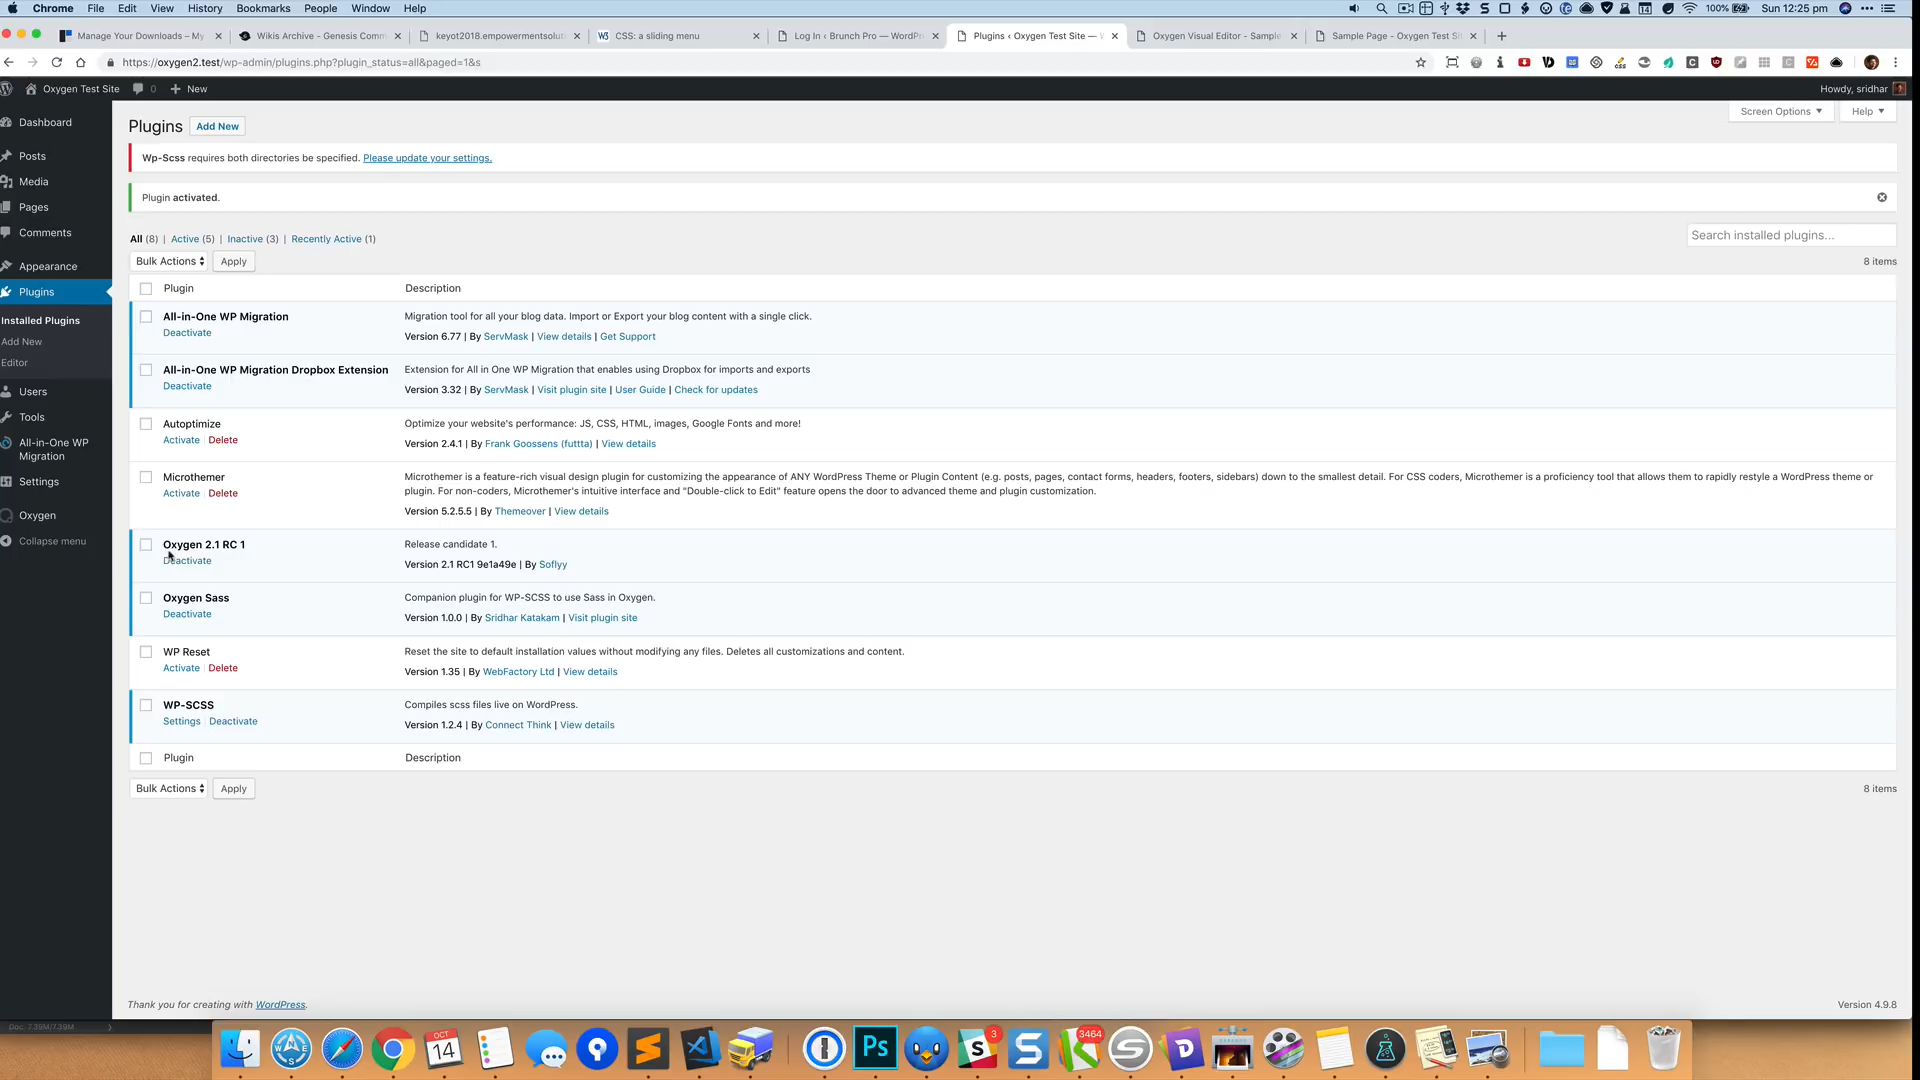 Chrome File Edit View History Bookmarks People Window Help 100% Sun 12:25 pm
Manage Your Downloads – My Wikis Archive - Genesis Comm keyot2018.empowermentsoluti CSS: a sliding menu Log In ‹ Brunch Pro — WordPr Plugins ‹ Oxygen Test Site — Oxygen Visual Editor - Sample Sample Page - Oxygen Test Sit
https://oxygen2.test/wp-admin/plugins.php?plugin_status=all&paged=1&s
Oxygen Test Site 0 New Howdy, sridhar
Screen Options Help
Dashboard
Posts
Media
Pages
Comments
Appearance
Plugins
Installed Plugins
Add New
Editor
Users
Tools
All-in-One WP
Migration
Settings
Oxygen
Collapse menu
Plugins Add New
Wp-Scss requires both directories be specified. Please update your settings.
Plugin activated.
All (8) | Active (5) | Inactive (3) | Recently Active (1)
Search installed plugins...
Bulk Actions Apply 8 items
Plugin Description
All-in-One WP Migration Migration tool for all your blog data. Import or Export your blog content with a single click.
Deactivate Version 6.77 | By ServMask | View details | Get Support
All-in-One WP Migration Dropbox Extension Extension for All in One WP Migration that enables using Dropbox for imports and exports
Deactivate Version 3.32 | By ServMask | Visit plugin site | User Guide | Check for updates
Autoptimize Optimize your website's performance: JS, CSS, HTML, images, Google Fonts and more!
Activate | Delete Version 2.4.1 | By Frank Goossens (futtta) | View details
Microthemer Microthemer is a feature-rich visual design plugin for customizing the appearance of ANY WordPress Theme or Plugin Content (e.g. posts, pages, contact forms, headers, footers, sidebars) down to the smallest detail. For CSS coders, Microthemer is a proficiency tool that allows them to rapidly restyle a WordPress theme or
Activate | Delete plugin. For non-coders, Microthemer's intuitive interface and "Double-click to Edit" feature opens the door to advanced theme and plugin customization.
Version 5.2.5.5 | By Themeover | View details
Oxygen 2.1 RC 1 Release candidate 1.
Deactivate Version 2.1 RC1 9e1a49e | By Soflyy
Oxygen Sass Companion plugin for WP-SCSS to use Sass in Oxygen.
Deactivate Version 1.0.0 | By Sridhar Katakam | Visit plugin site
WP Reset Reset the site to default installation values without modifying any files. Deletes all customizations and content.
Activate | Delete Version 1.35 | By WebFactory Ltd | View details
WP-SCSS Compiles scss files live on WordPress.
Settings | Deactivate Version 1.2.4 | By Connect Think | View details
Plugin Description
Bulk Actions Apply 8 items
Thank you for creating with WordPress. Version 4.9.8
Doc: 7.39M/7.39M
OCT
14
Ps
3
3464